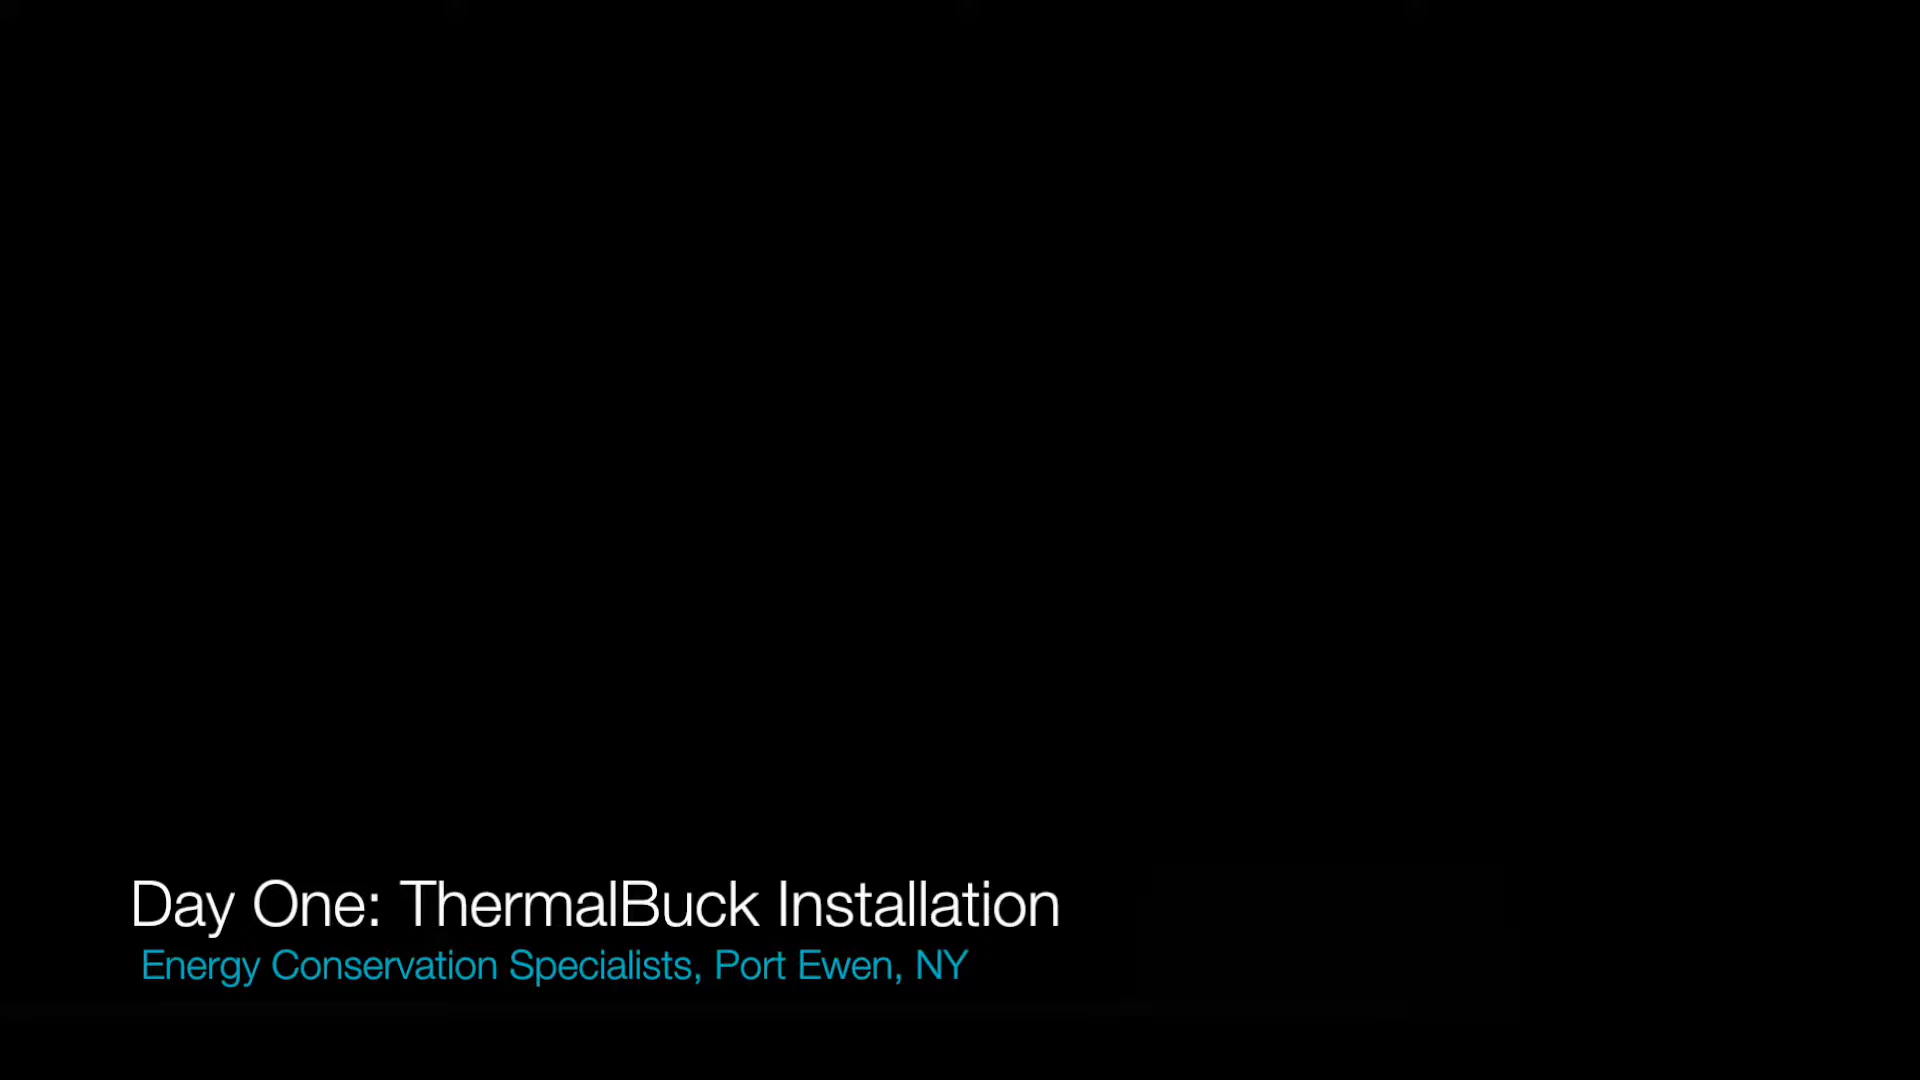 Day One: ThermalBuck Installation
Energy Conservation Specialists, Port Ewen, NY